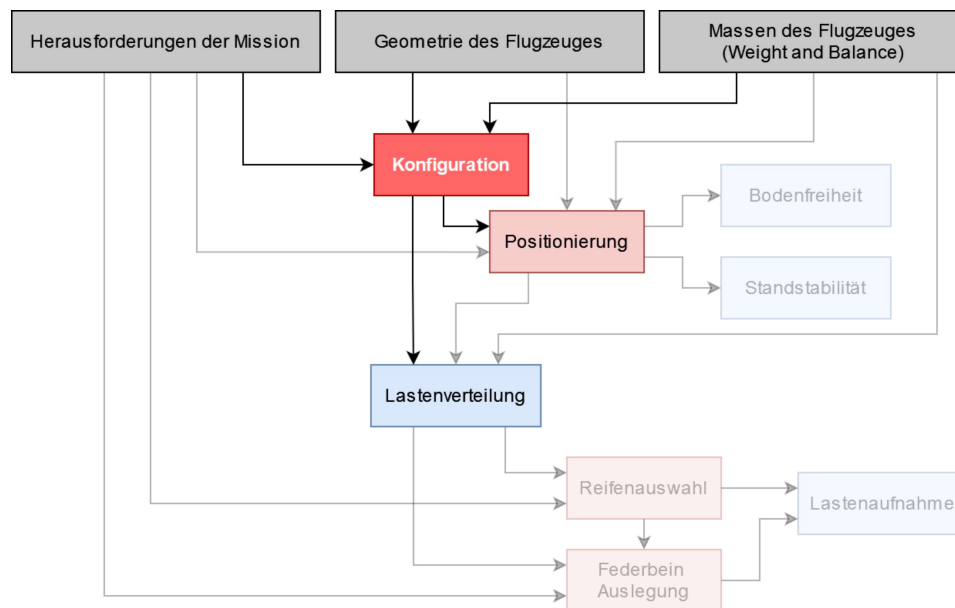 Herausforderungen der Mission
Geometrie des Flugzeuges
Massen des Flugzeuges
(Weight and Balance)
Konfiguration
Bodenfreiheit
Positionierung
Standstabilität
Lastenverteilung
Reifenauswahl
Lastenaufnahme
Federbein
Auslegung